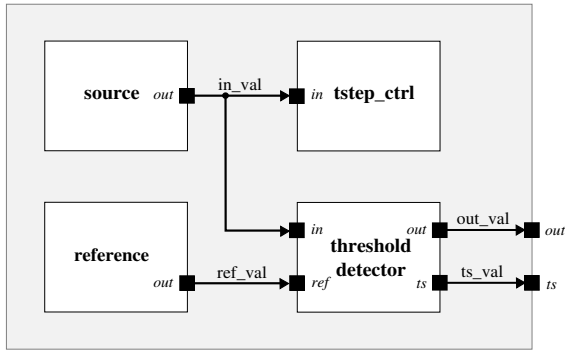 in_val
source out in tstep_ctrl
in out out_val out
threshold
reference detector
out ref_val ref ts ts_val ts